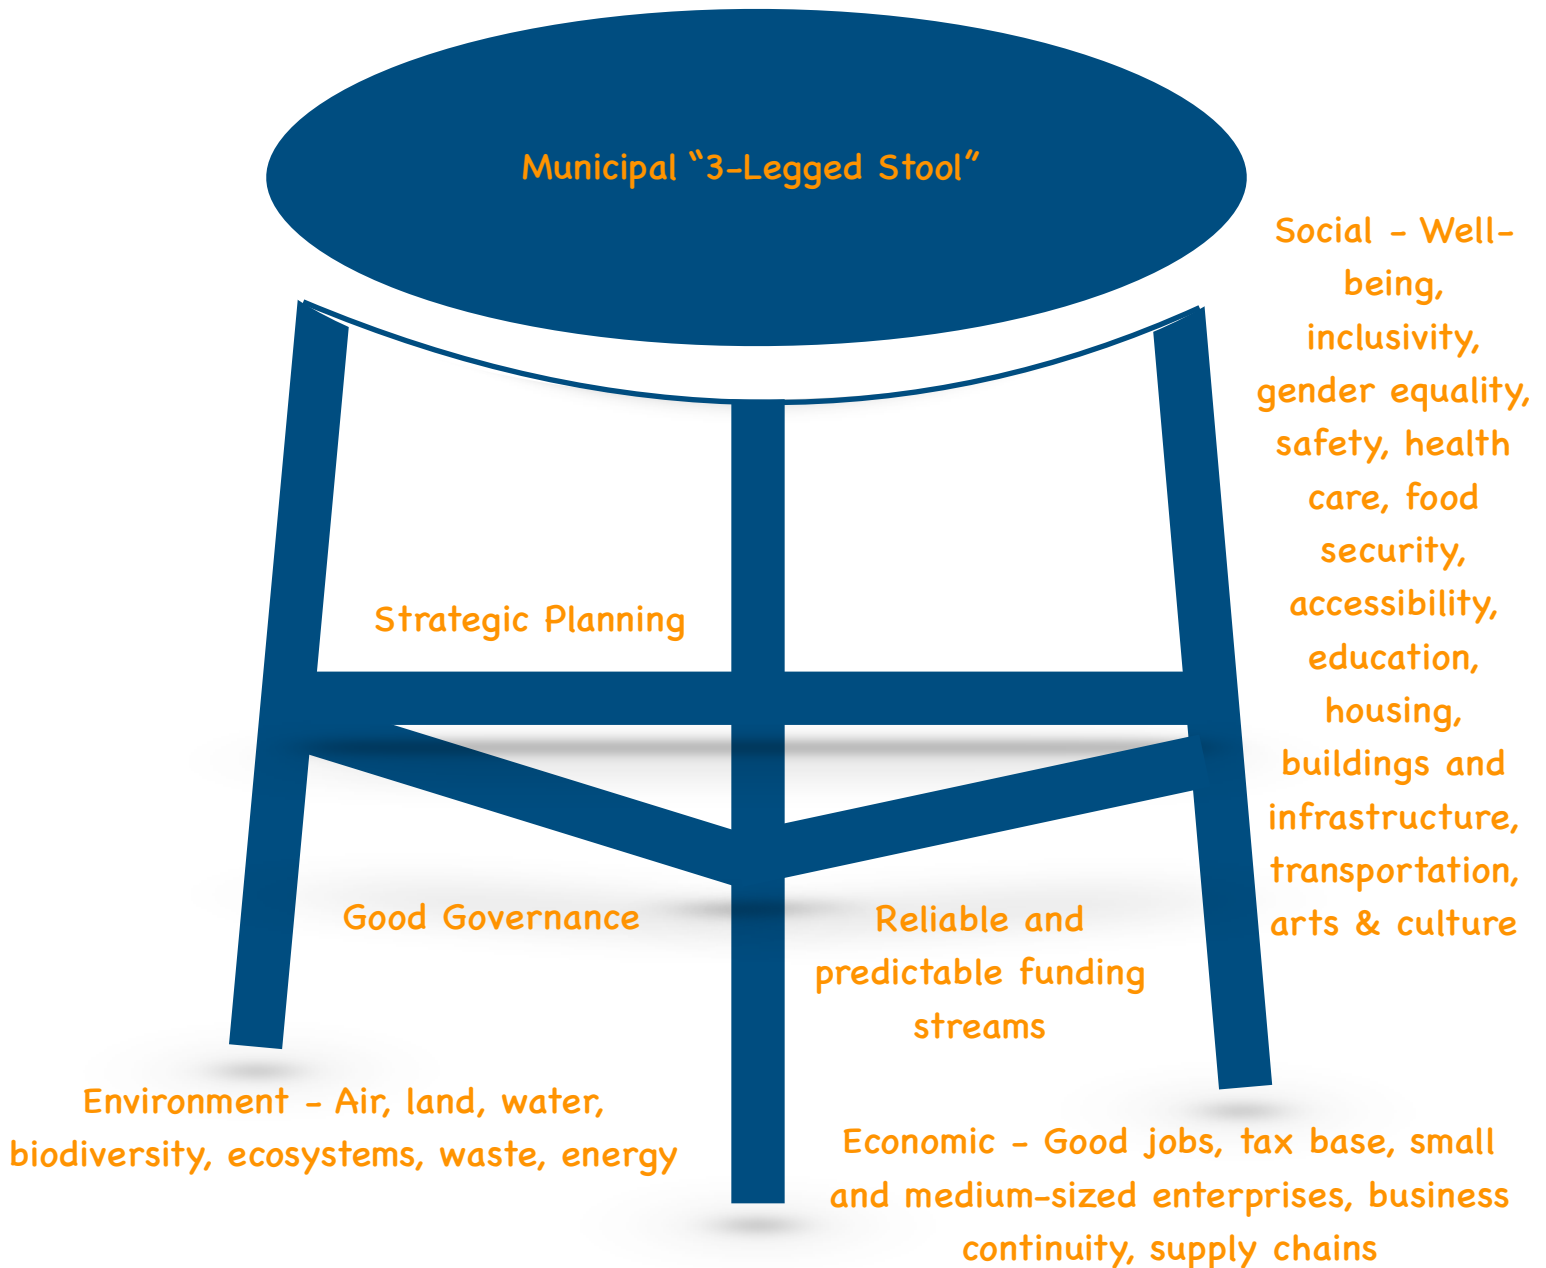 Municipal “3-Legged Stool”
Social - Well-
being,
inclusivity,
gender equality,
safety, health
care, food
security,
accessibility,
education,
housing,
buildings and
infrastructure,
transportation,
arts & culture
Strategic Planning
Good Governance
Reliable and
predictable funding
streams
Environment - Air, land, water,
biodiversity, ecosystems, waste, energy
Economic - Good jobs, tax base, small
and medium-sized enterprises, business
continuity, supply chains